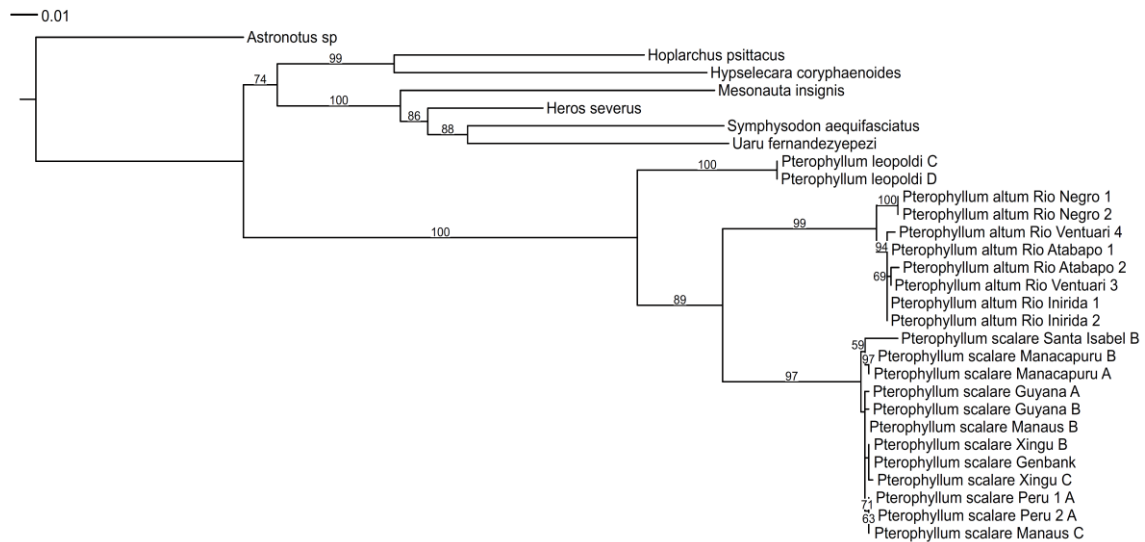 0.01
Astronotus sp
99
Hoplarchus psittacus
74
Hypselecara coryphaenoides
100
Mesonauta insignis
86
Heros severus
88
Symphysodon aequifasciatus
Uaru fernandezyepezi
100
Pterophyllum leopoldi C
Pterophyllum leopoldi D
100
Pterophyllum altum Rio Negro 1
Pterophyllum altum Rio Negro 2
99
Pterophyllum altum Rio Ventuari 4
100
94
Pterophyllum altum Rio Atabapo 1
69
Pterophyllum altum Rio Atabapo 2
Pterophyllum altum Rio Ventuari 3
89
Pterophyllum altum Rio Inirida 1
Pterophyllum altum Rio Inirida 2
59
Pterophyllum scalare Santa Isabel B
97
Pterophyllum scalare Manacapuru B
97
Pterophyllum scalare Manacapuru A
Pterophyllum scalare Guyana A
Pterophyllum scalare Guyana B
Pterophyllum scalare Manaus B
Pterophyllum scalare Xingu B
Pterophyllum scalare Genbank
Pterophyllum scalare Xingu C
71
Pterophyllum scalare Peru 1 A
63
Pterophyllum scalare Peru 2 A
Pterophyllum scalare Manaus C